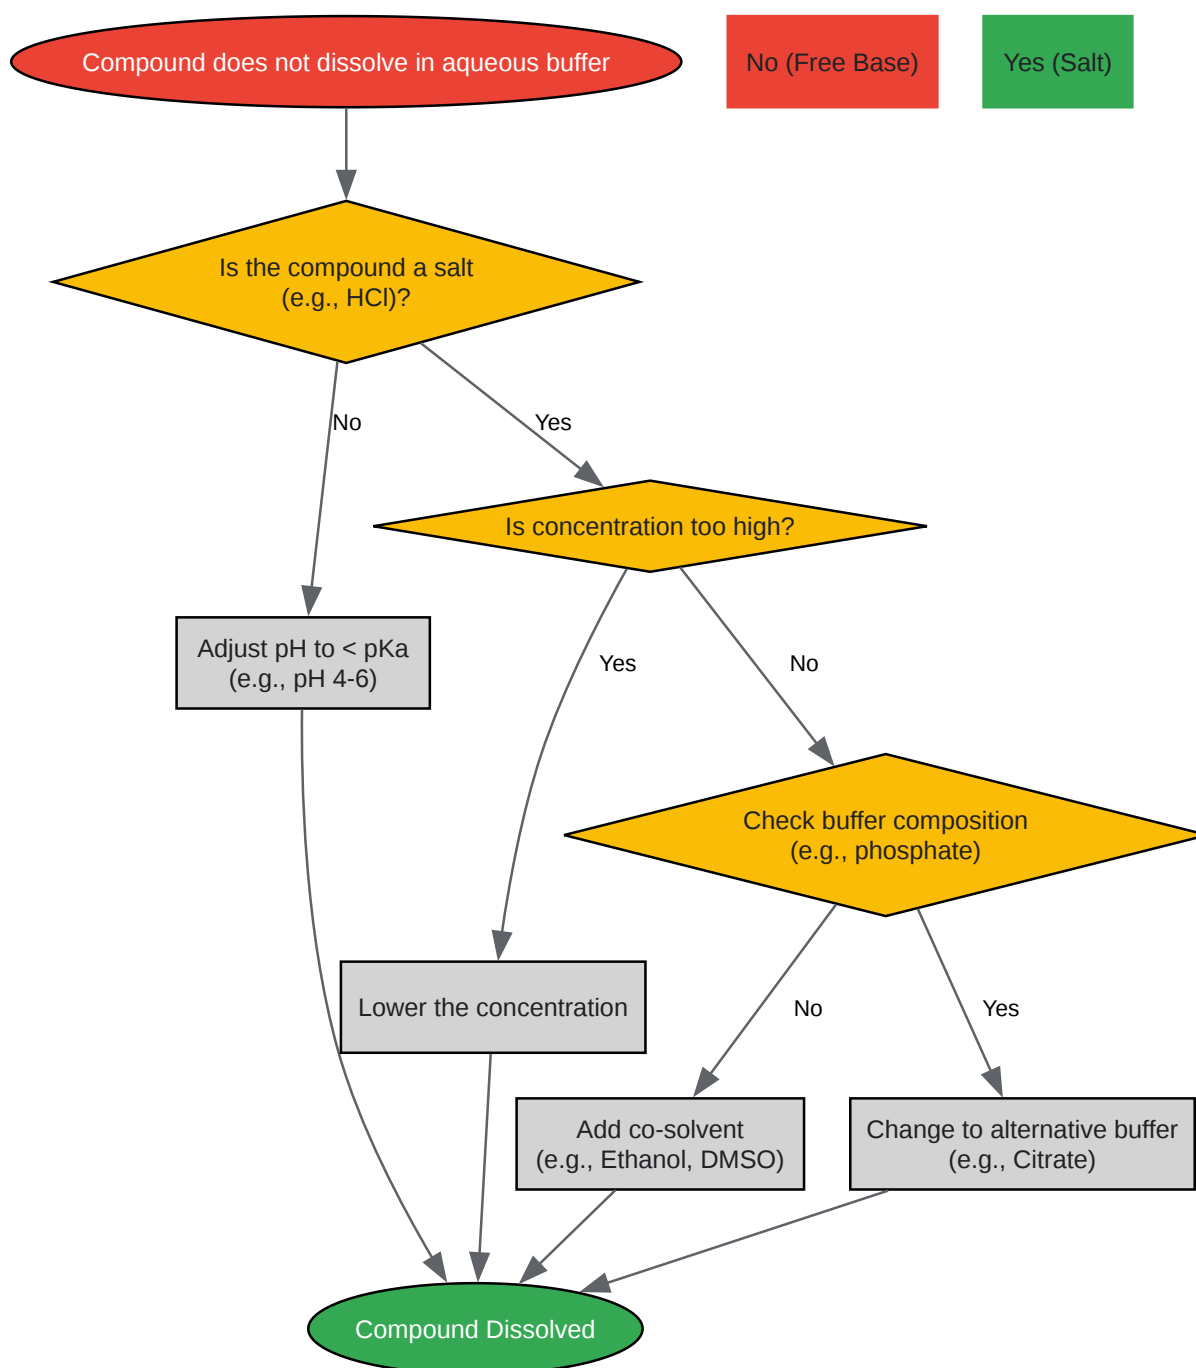 Compound does not dissolve in aqueous buffer
No (Free Base)
Yes (Salt)
Is the compound a salt
(e.g., HCl)?
No
Yes
Is concentration too high?
Adjust pH to < pKa
(e.g., pH 4-6)
Yes
No
Check buffer composition
(e.g., phosphate)
Lower the concentration
No
Yes
Add co-solvent
(e.g., Ethanol, DMSO)
Change to alternative buffer
(e.g., Citrate)
Compound Dissolved